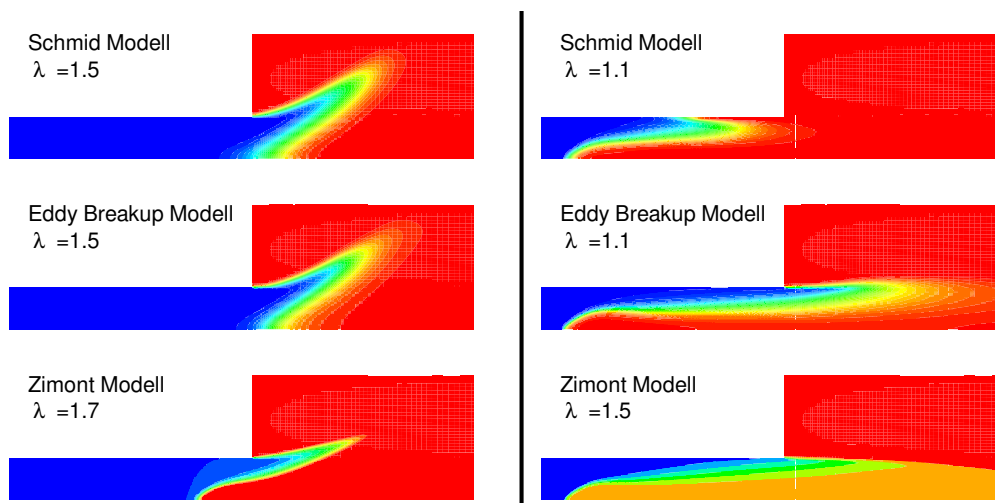 Schmid Modell
λ =1.5
Eddy Breakup Modell
λ =1.5
Zimont Modell
λ =1.7
Schmid Modell
λ =1.1
Eddy Breakup Modell
λ =1.1
Zimont Modell
λ =1.5